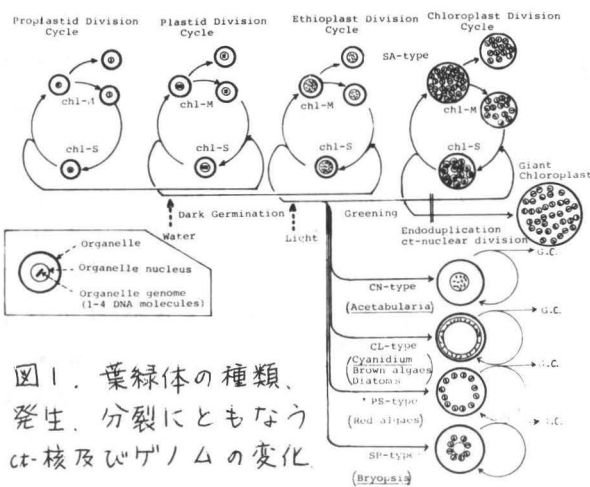 Proplastid Division
Cycle
Plastid Division
Cycle
Ethioplast Division
Cycle
Chloroplast Division
Cycle
SA-type
chl-M
chl-M
chl-M
chl-M
chl-S
chl-S
chl-S
chl-S
Giant
Chloroplast
Dark Germination
Greening
Water
Light
Endoduplication
ct-nuclear division
Organelle
Organelle nucleus
Organelle genome
(1-4 DNA molecules)
G.C.
CN-type
(Acetabularia)
G.C.
CL-type
(Cyanidium
Brown algaes
Diatoms)
G.C.
PS-type
(Red algaes)
G.C.
SP-type
(Bryopsis)
図1. 葉緑体の種類、
発生、分裂にともなう
ct-核及びゲノムの変化.